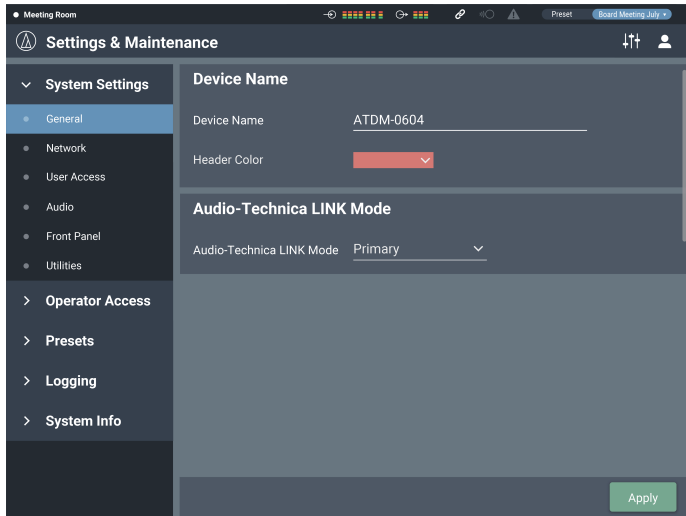 Meeting Room
Preset
Board Meeting July
Settings & Maintenance
System Settings
General
Network
User Access
Audio
Front Panel
Utilities
Operator Access
Presets
Logging
System Info
Device Name
Device Name ATDM-0604
Header Color
Audio-Technica LINK Mode
Audio-Technica LINK Mode Primary
Apply